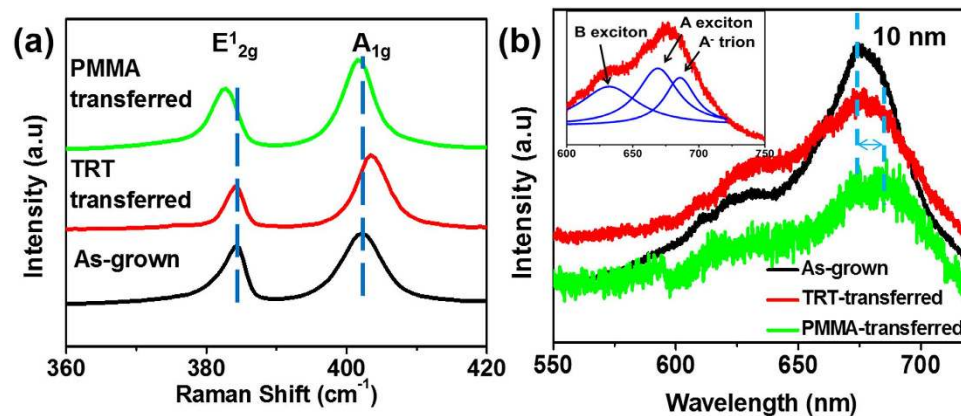 (a)
E¹₂g
A₁g
PMMA
transferred
TRT
transferred
As-grown
Intensity (a.u)
360
380
400
420
Raman Shift (cm⁻¹)
(b)
10 nm
B exciton
A exciton
A⁻ trion
600
650
700
750
As-grown
TRT-transferred
PMMA-transferred
Intensity (a.u)
550
600
650
700
Wavelength (nm)